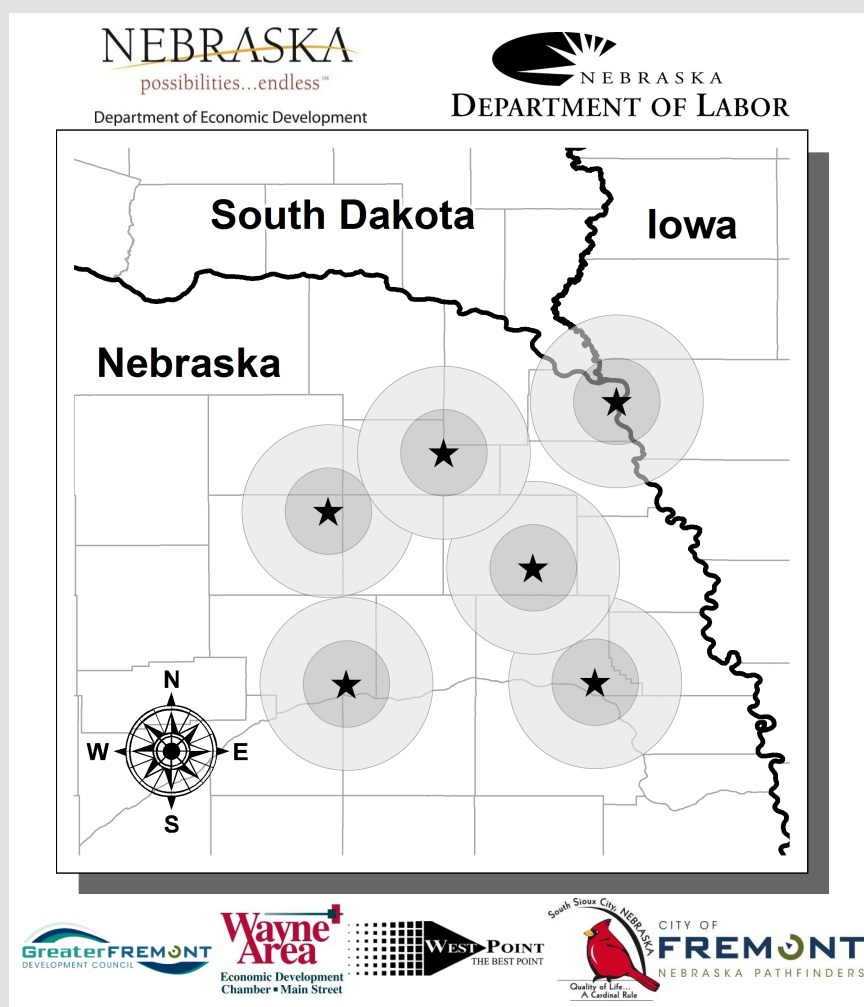 NEBRASKA
possibilities...endless™
Department of Economic Development
NEBRASKA
DEPARTMENT OF LABOR
South Dakota
Iowa
Nebraska
N
W
E
S
GreaterFREMONT
DEVELOPMENT COUNCIL
Wayne
Area
Economic Development
Chamber ▪ Main Street
WEST POINT
THE BEST POINT
South Sioux City, NEBRASKA
Quality of Life...
A Cardinal Rule
CITY OF
FREMONT
NEBRASKA PATHFINDERS